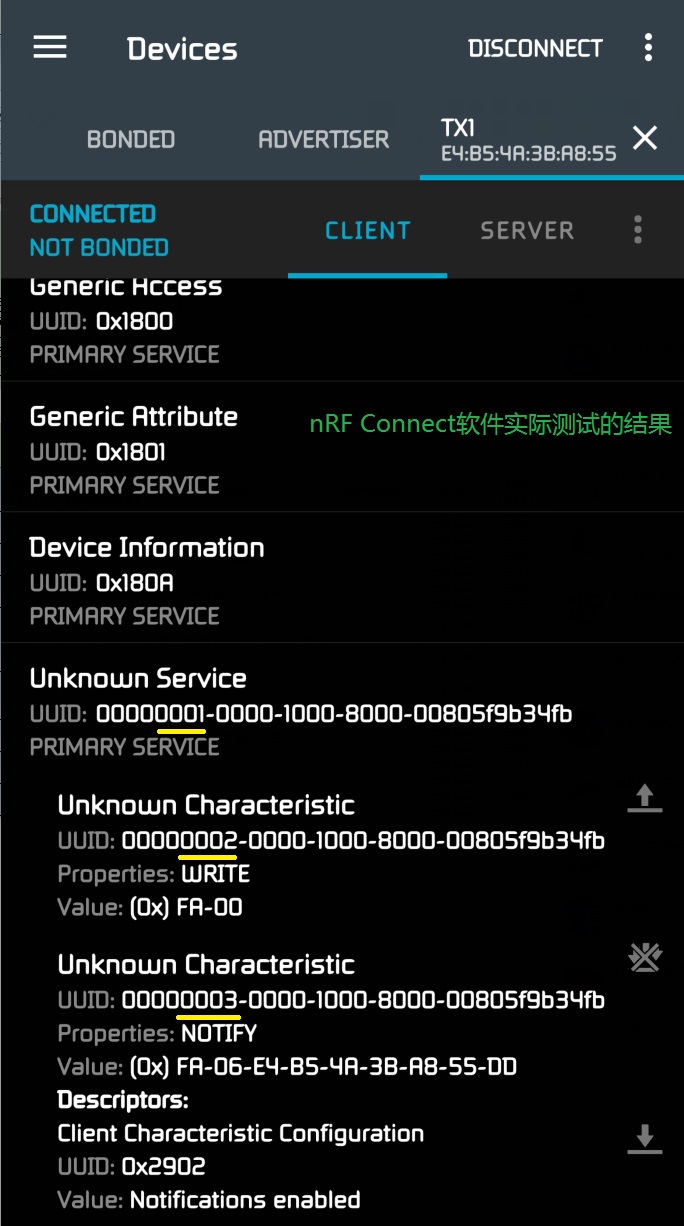 Devices
DISCONNECT
BONDED
ADVERTISER
TX1
E4:B5:4A:3B:A8:55
CONNECTED
NOT BONDED
CLIENT
SERVER
Generic Access
UUID: 0x1800
PRIMARY SERVICE
Generic Attribute
nRF Connect软件实际测试的结果
UUID: 0x1801
PRIMARY SERVICE
Device Information
UUID: 0x180A
PRIMARY SERVICE
Unknown Service
UUID: 00000001-0000-1000-8000-00805f9b34fb
PRIMARY SERVICE
Unknown Characteristic
UUID: 00000002-0000-1000-8000-00805f9b34fb
Properties: WRITE
Value: (0x) FA-00
Unknown Characteristic
UUID: 00000003-0000-1000-8000-00805f9b34fb
Properties: NOTIFY
Value: (0x) FA-06-E4-B5-4A-3B-A8-55-DD
Descriptors:
Client Characteristic Configuration
UUID: 0x2902
Value: Notifications enabled